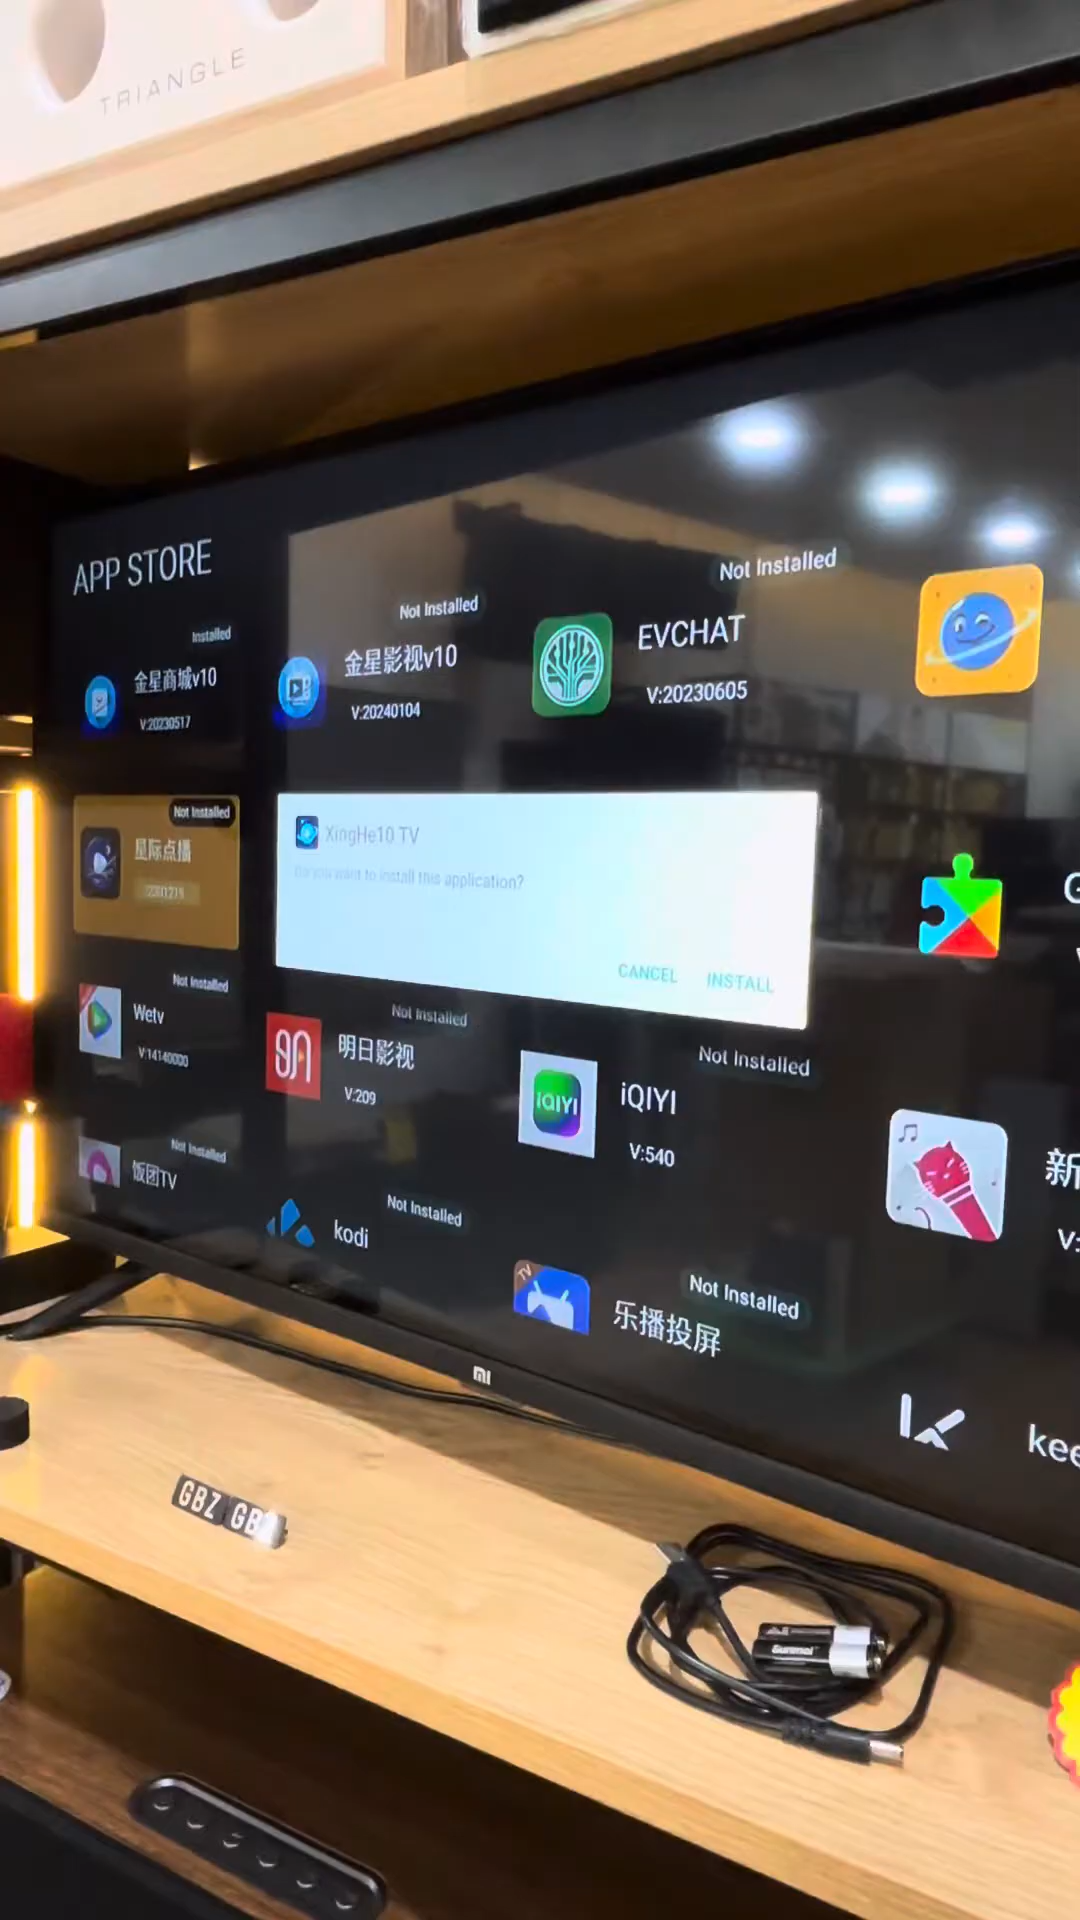 TRIANGLE
APP STORE
Installed
金星商城v10
V:20230517
Not Installed
金星影视v10
V:20240104
Not Installed
EVCHAT
V:20230605
Not Installed
星际点播
XingHe10 TV
Do you want to install this application?
CANCEL
INSTALL
Not Installed
Wetv
V:14140000
Not Installed
明日影视
V:209
Not Installed
iQIYI
iQIYI
V:540
新
V:
Not Installed
饭团TV
Not Installed
kodi
Not Installed
TV
乐播投屏
kee
mi
GBZ